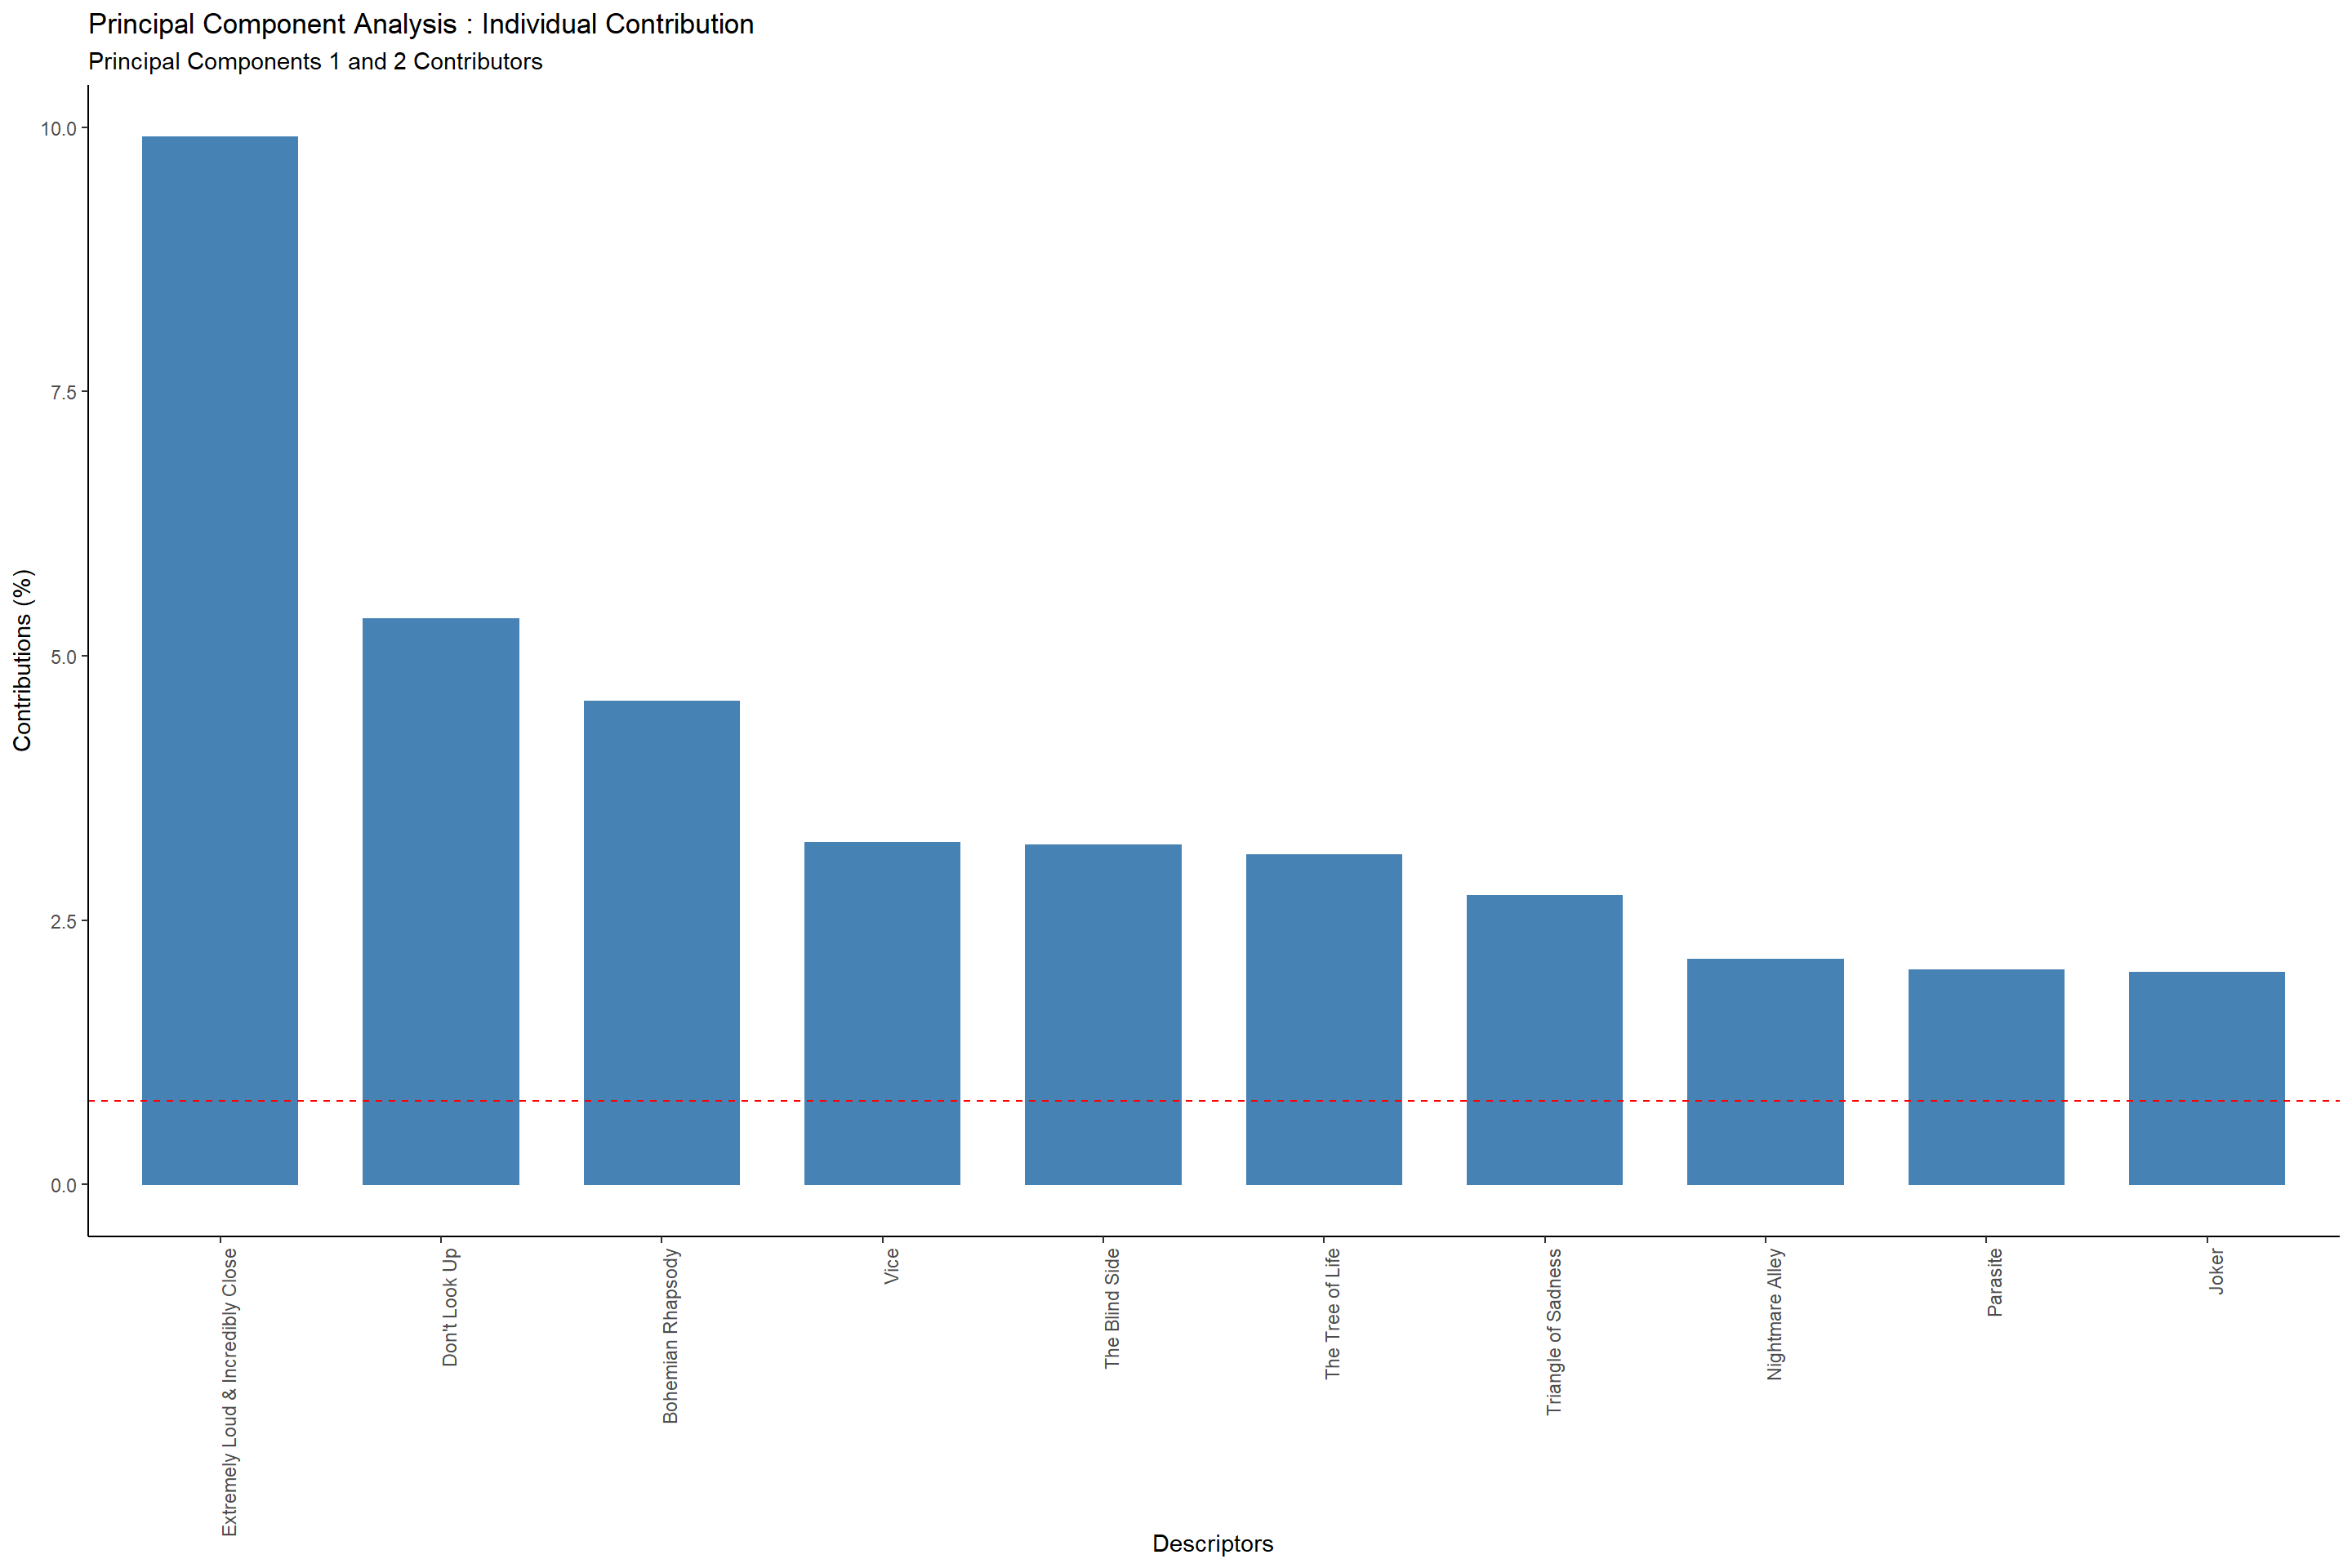 Principal Component Analysis : Individual Contribution
Principal Components 1 and 2 Contributors
Contributions (%)
10.0
7.5
5.0
2.5
0.0
Extremely Loud & Incredibly Close
Don't Look Up
Bohemian Rhapsody
Vice
The Blind Side
The Tree of Life
Triangle of Sadness
Nightmare Alley
Parasite
Joker
Descriptors